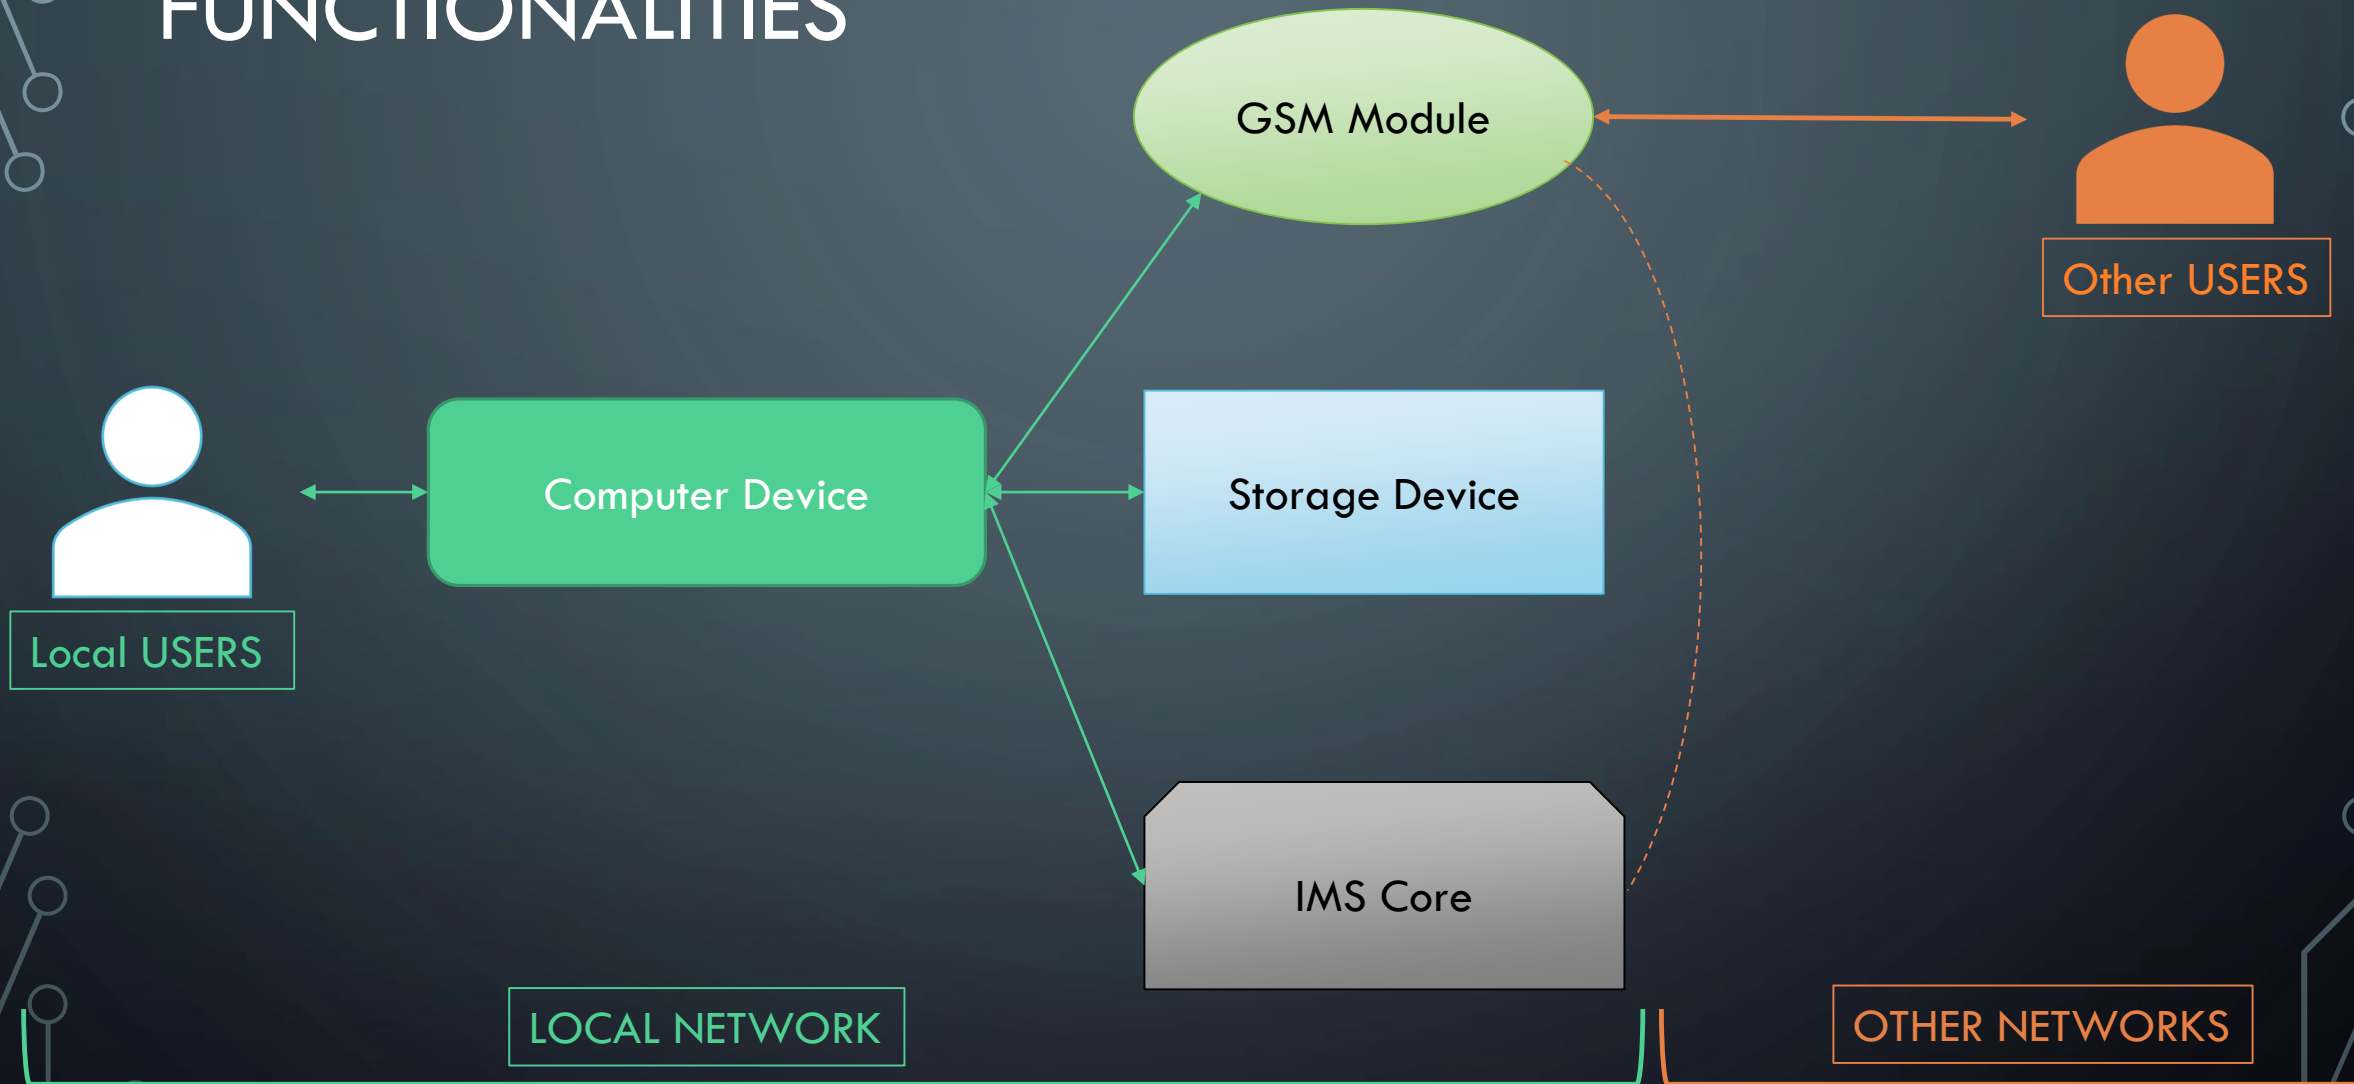 FUNCTIONALITIES
GSM Module
Other USERS
Computer Device
Storage Device
Local USERS
IMS Core
LOCAL NETWORK
OTHER NETWORKS